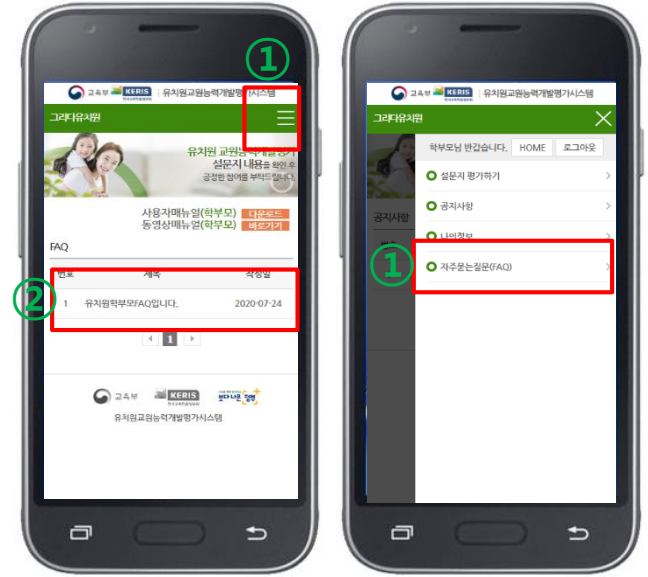 ①
교육부 KERIS 유치원교원능력개발평가시스템
그리다유치원
유치원 교원능력개발평가
설문지 내용을 확인 후
공정한 참여를 부탁드립니다.
사용자매뉴얼(학부모) 다운로드
동영상매뉴얼(학부모) 바로가기
FAQ
번호 제목 작성일
②
1 유치원학부모FAQ입니다. 2020-07-24
1
교육부 KERIS 보다나은 정부
유치원교원능력개발평가시스템
교육부 KERIS 유치원교원능력개발평가시스템
그리다유치원
학부모님 반갑습니다. HOME 로그아웃
설문지 평가하기
공지사항
공지사항
나의정보
①
자주묻는질문(FAQ)